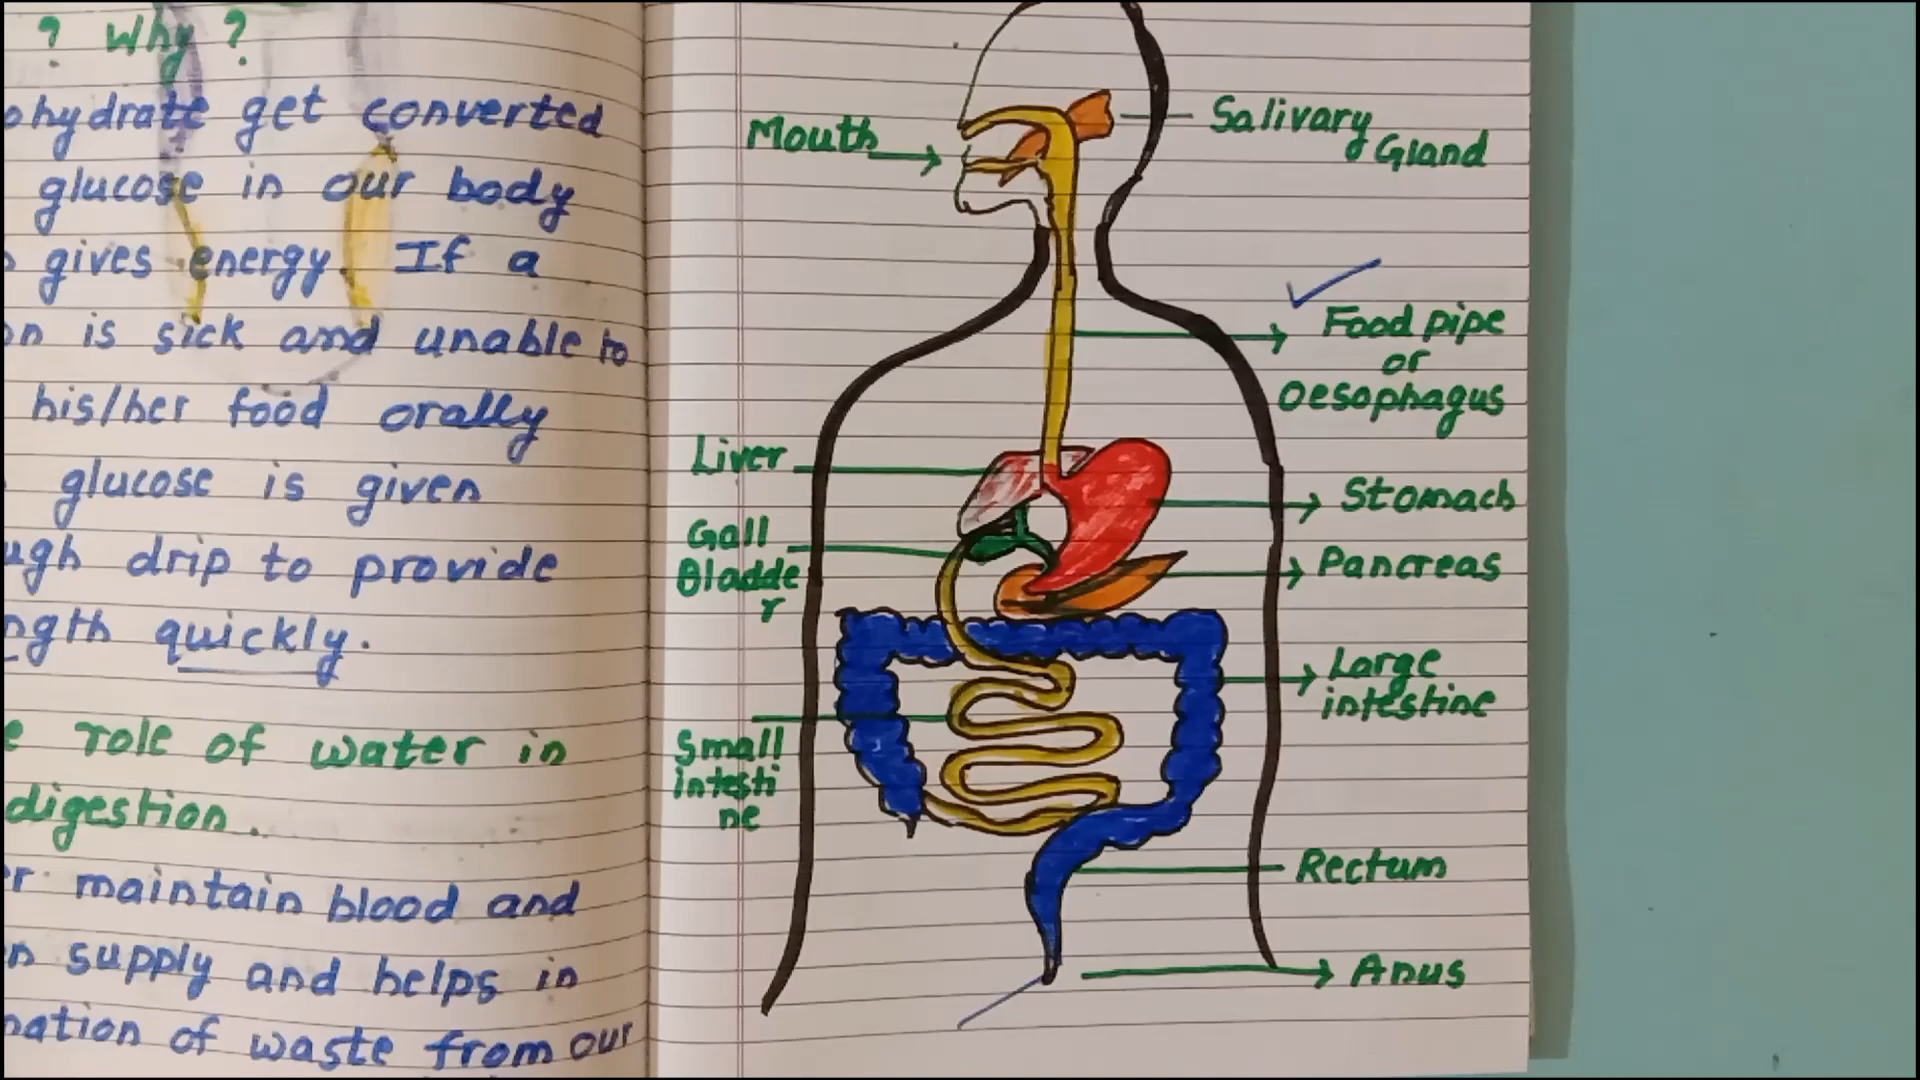 ? Why ?
ohydrate get converted
glucose in our body
gives energy. If a
on is sick and unable to
his/her food orally
glucose is given
ugh drip to provide
ngth quickly.
e role of water in
digestion.
r maintain blood and
n supply and helps in
nation of waste from our
Mouth
Salivary
Gland
Food pipe
or
Oesophagus
Liver
Stomach
Gall
Bladde
r
Pancreas
Large
intestine
Small
intesti
ne
Rectum
Anus